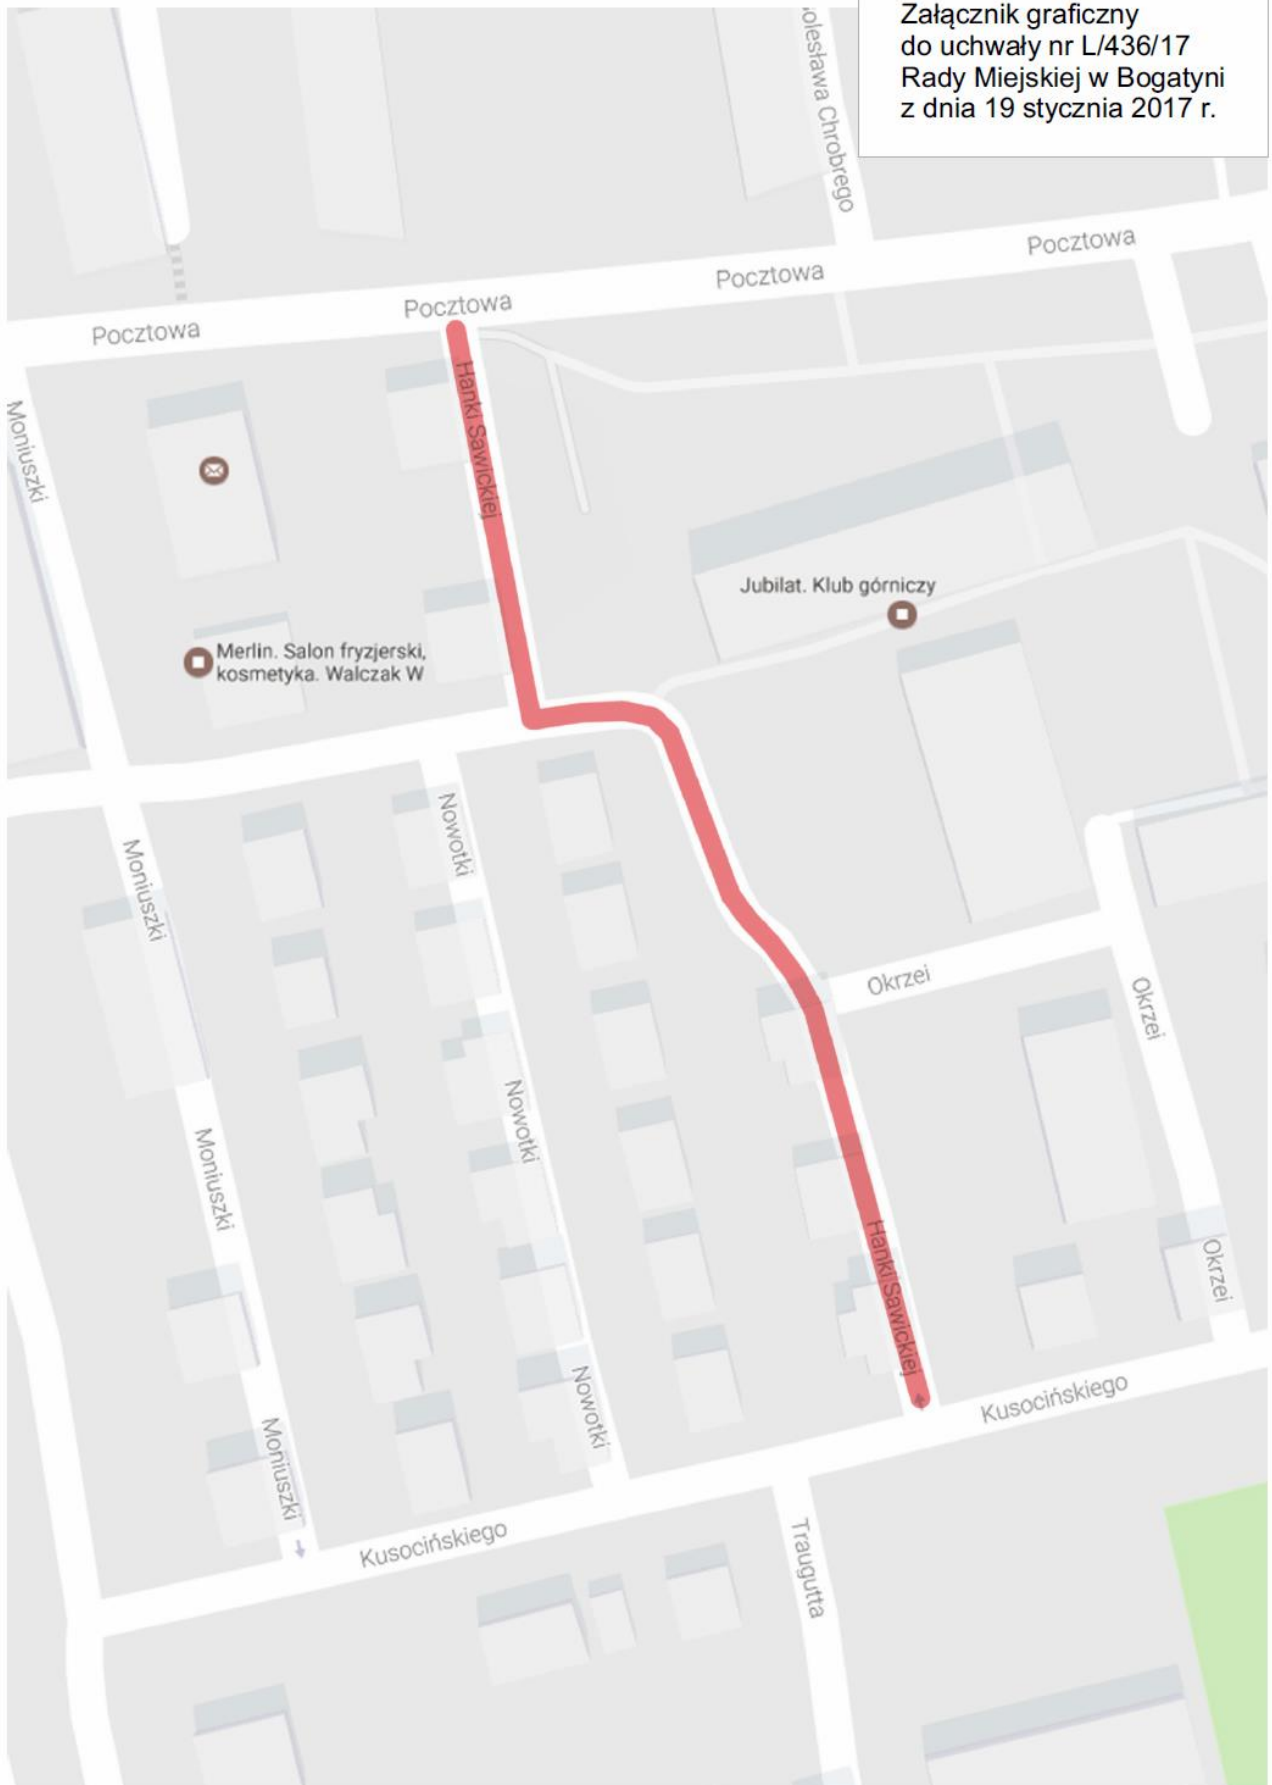 Załącznik graficzny
do uchwały nr L/436/17
Rady Miejskiej w Bogatyni
z dnia 19 stycznia 2017 r.
olesława Chrobrego
Pocztowa
Pocztowa
Pocztowa
Pocztowa
Hanki Sawickiej
Moniuszki
Jubilat. Klub górniczy
Merlin. Salon fryzjerski,
kosmetyka. Walczak W
Nowotki
Moniuszki
Okrzei
Okrzei
Nowotki
Moniuszki
Hanki Sawickiej
Okrzei
Nowotki
Kusocińskiego
Moniuszki
Kusocińskiego
Traugutta